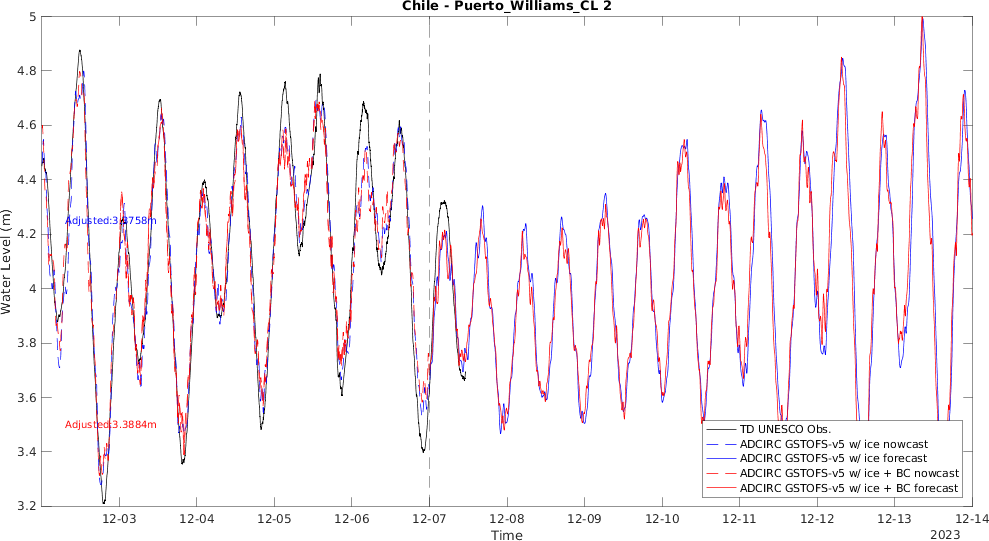 Chile - Puerto_Williams_CL 2
5
4.8
4.6
4.4
4.2
4
3.8
3.6
3.4
3.2
Water Level (m)
Adjusted:3.3884m
TD UNESCO Obs.
ADCIRC GSTOFS-v5 w/ ice nowcast
ADCIRC GSTOFS-v5 w/ ice forecast
ADCIRC GSTOFS-v5 w/ ice + BC nowcast
ADCIRC GSTOFS-v5 w/ ice + BC forecast
12-03 12-04 12-05 12-06 12-07 12-08 12-09 12-10 12-11 12-12 12-13 12-14
Time
2023